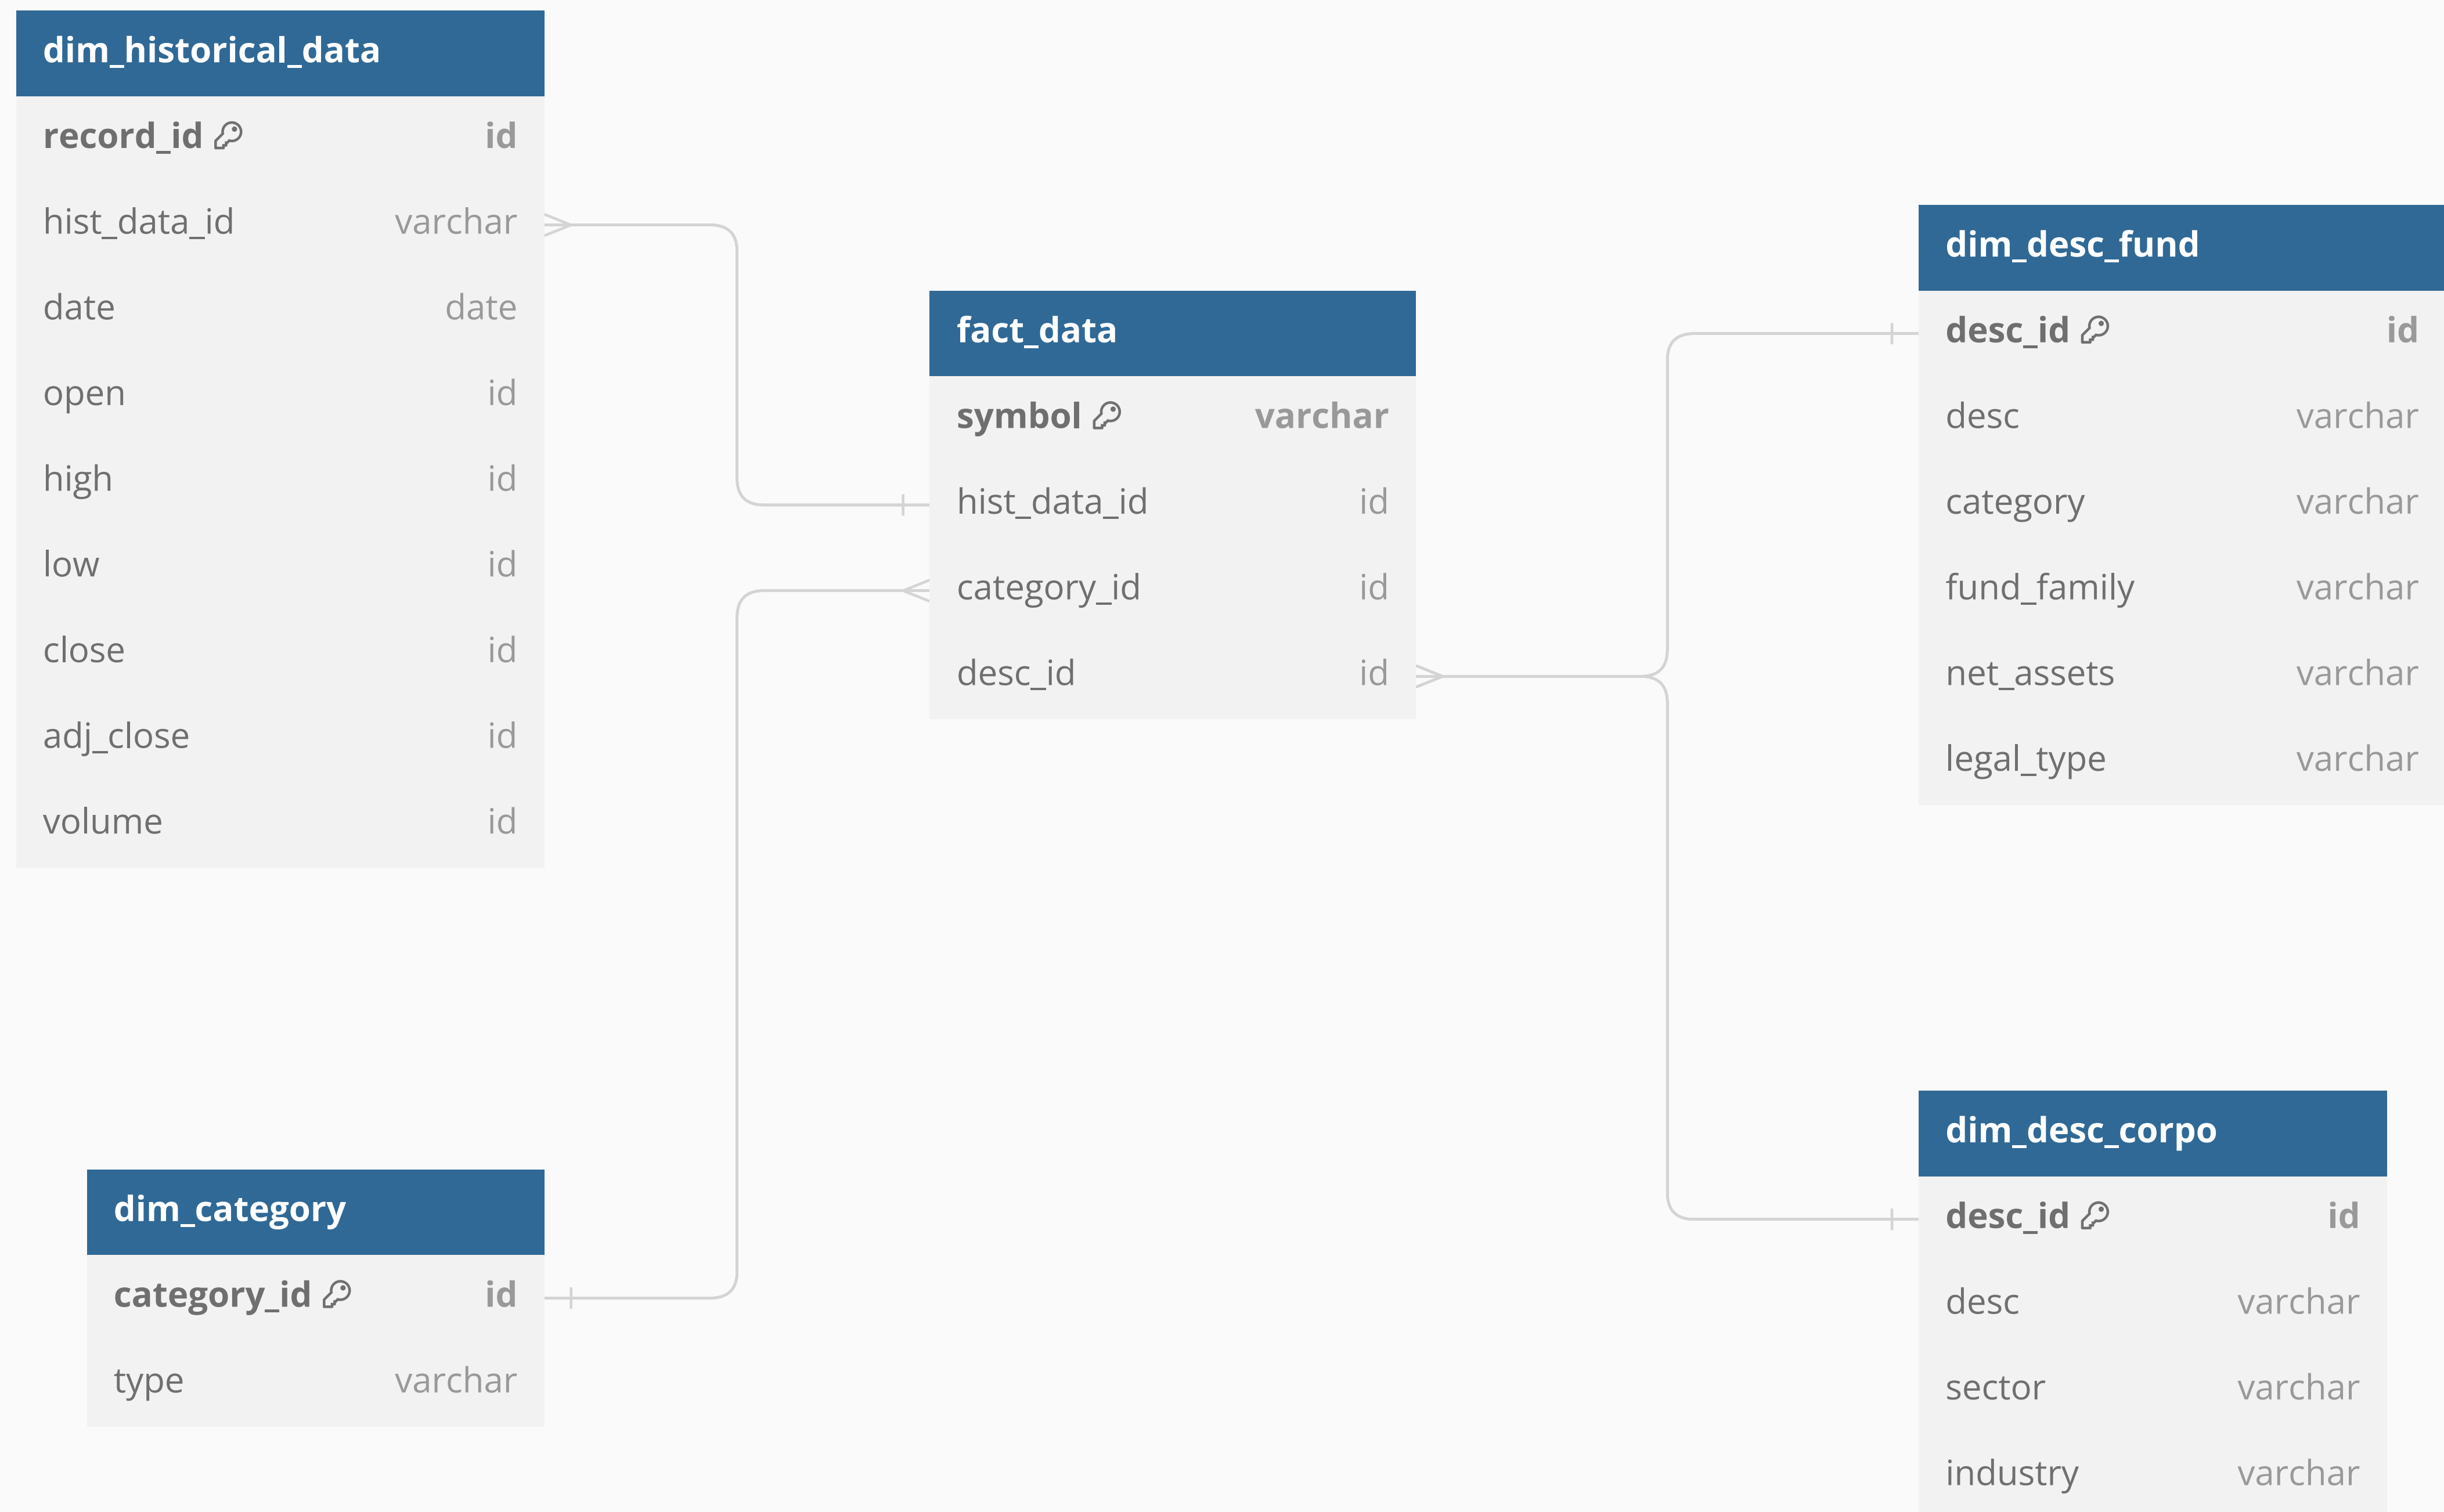 dim_historical_data
record_id id
hist_data_id varchar
date date
open id
high id
low id
close id
adj_close id
volume id
fact_data
symbol varchar
hist_data_id id
category_id id
desc_id id
dim_desc_fund
desc_id id
desc varchar
category varchar
fund_family varchar
net_assets varchar
legal_type varchar
dim_category
category_id id
type varchar
dim_desc_corpo
desc_id id
desc varchar
sector varchar
industry varchar